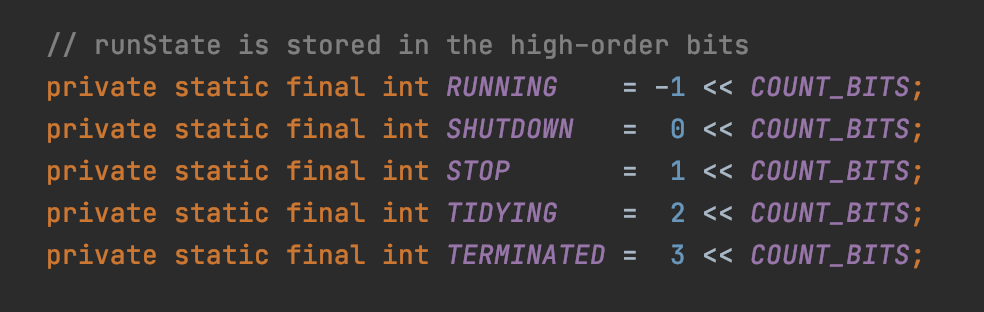 // runState is stored in the high-order bits
private static final int RUNNING    = -1 << COUNT_BITS;
private static final int SHUTDOWN   =  0 << COUNT_BITS;
private static final int STOP       =  1 << COUNT_BITS;
private static final int TIDYING    =  2 << COUNT_BITS;
private static final int TERMINATED =  3 << COUNT_BITS;